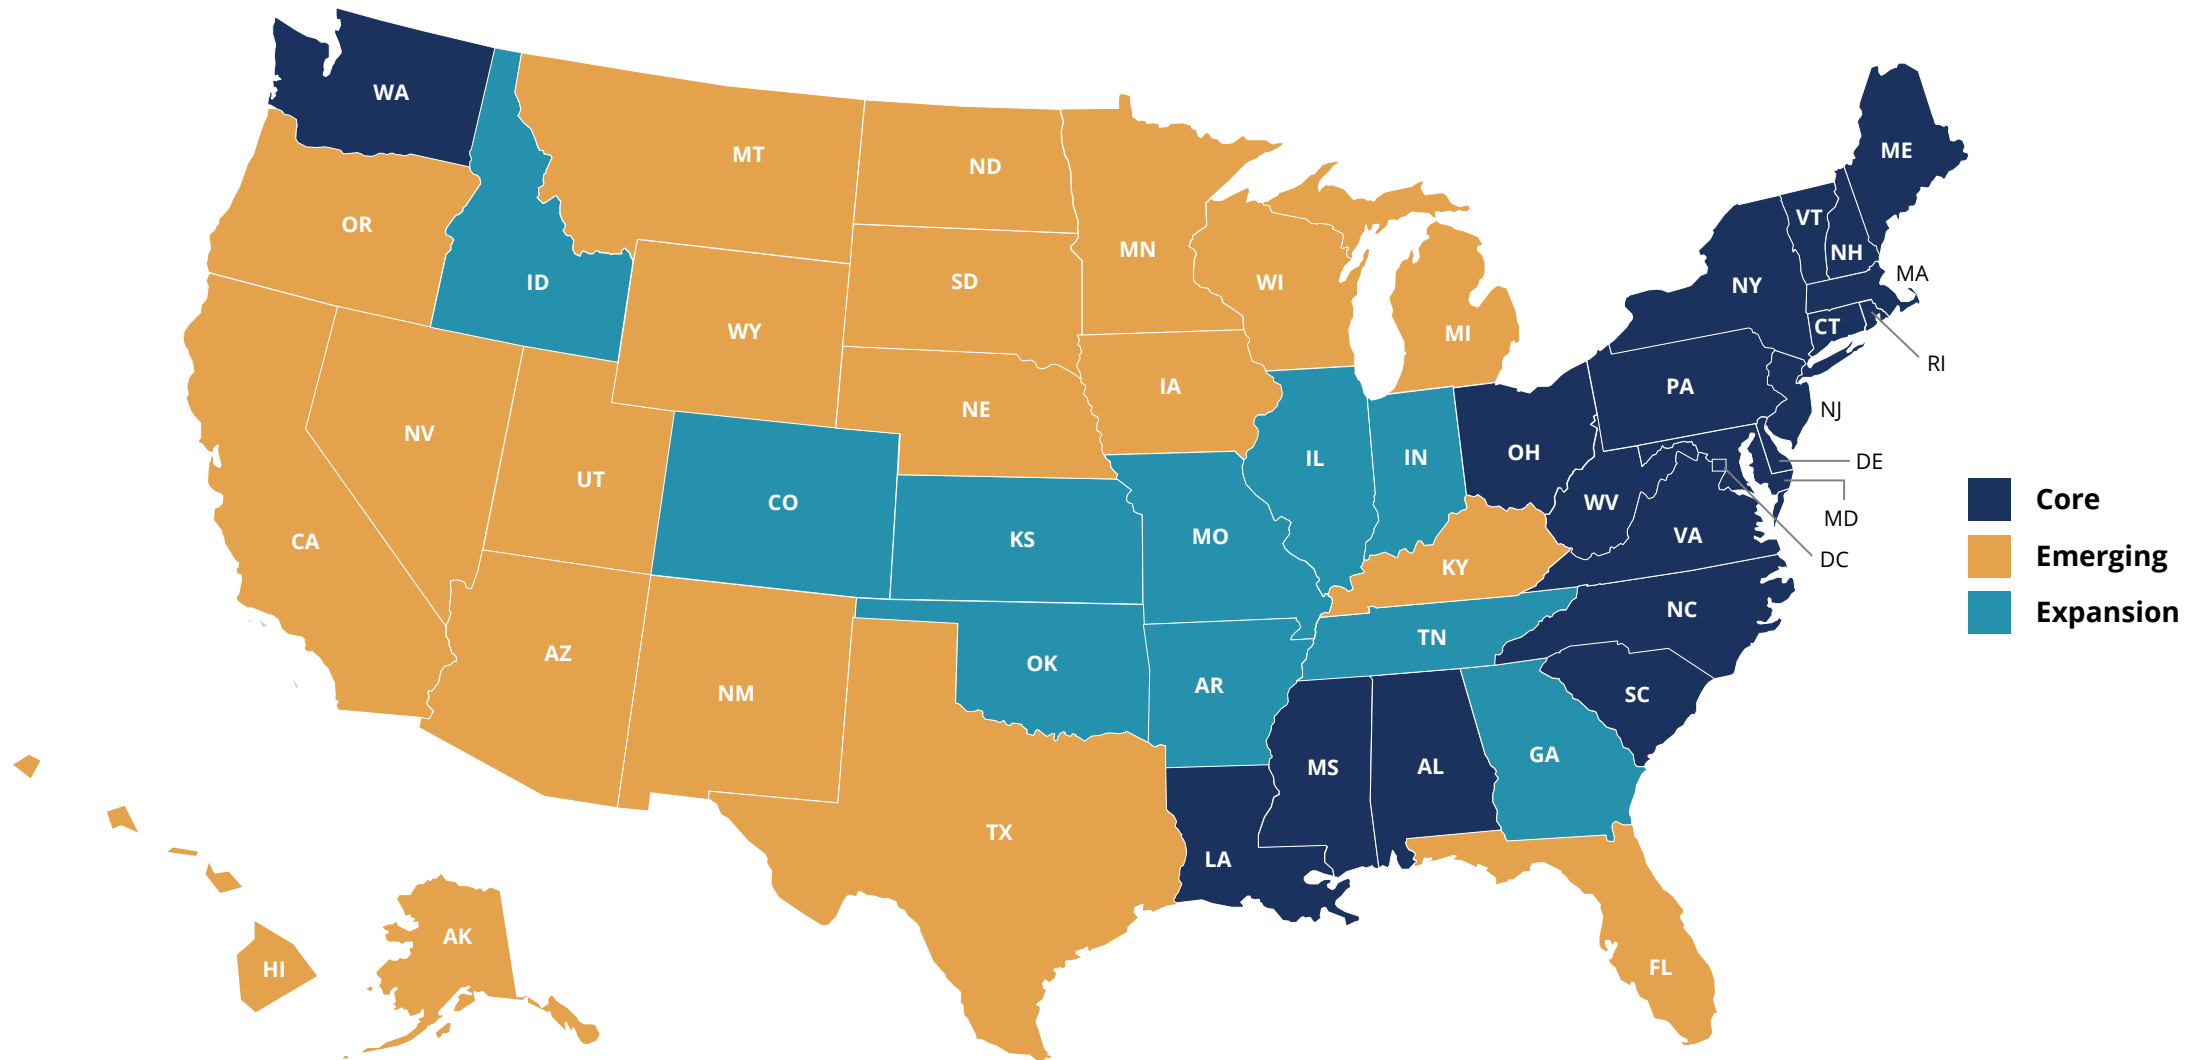 WA
MT
ND
MN
OR
ID
SD
WI
MI
WY
NE
IA
NV
UT
CO
KS
MO
IL
IN
OH
KY
WV
VA
PA
NY
VT
NH
ME
MA
CT
RI
NJ
DE
MD
DC
CA
AZ
NM
OK
AR
TN
NC
SC
MS
AL
GA
LA
TX
FL
AK
HI
Core
Emerging
Expansion